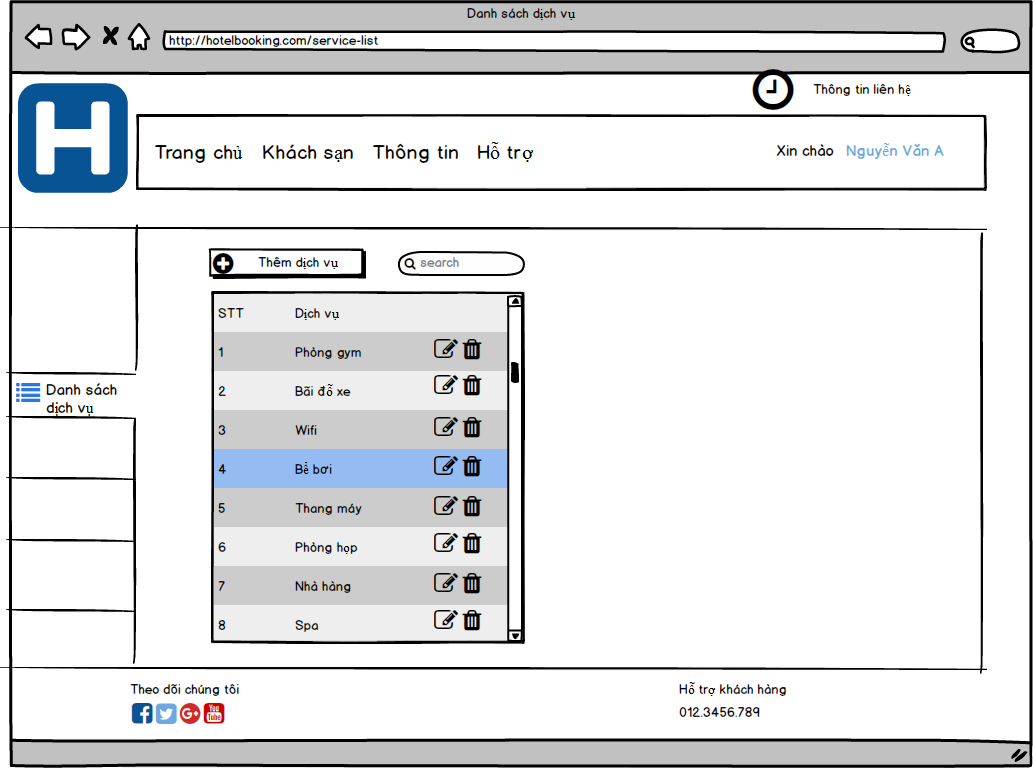 Danh sách dịch vụ
http://hotelbooking.com/service-list
Thông tin liên hệ
H
Trang chủ Khách sạn Thông tin Hỗ trợ Xin chào Nguyễn Văn A
Thêm dịch vụ search
STT Dịch vụ
1 Phòng gym
2 Bãi đỗ xe
Danh sách
dịch vụ
3 Wifi
4 Bể bơi
5 Thang máy
6 Phòng họp
7 Nhà hàng
8 Spa
Theo dõi chúng tôi
f G+ You Tube
Hỗ trợ khách hàng
012.3456.789